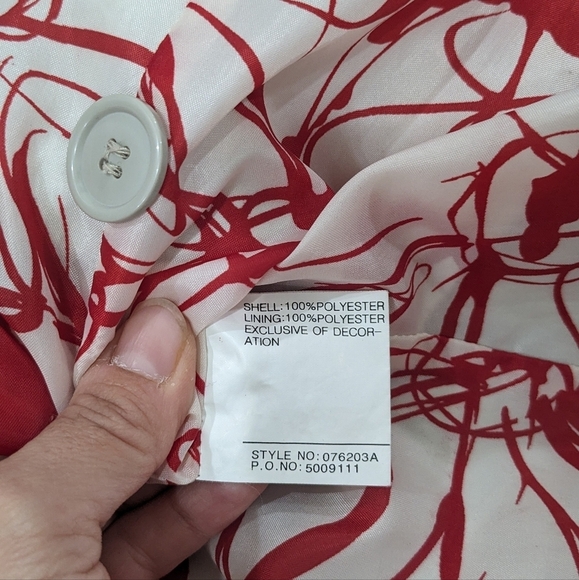 SHELL:100%POLYESTER
LINING:100%POLYESTER
EXCLUSIVE OF DECOR-
ATION
STYLE NO:076203A
P.O.NO:5009111